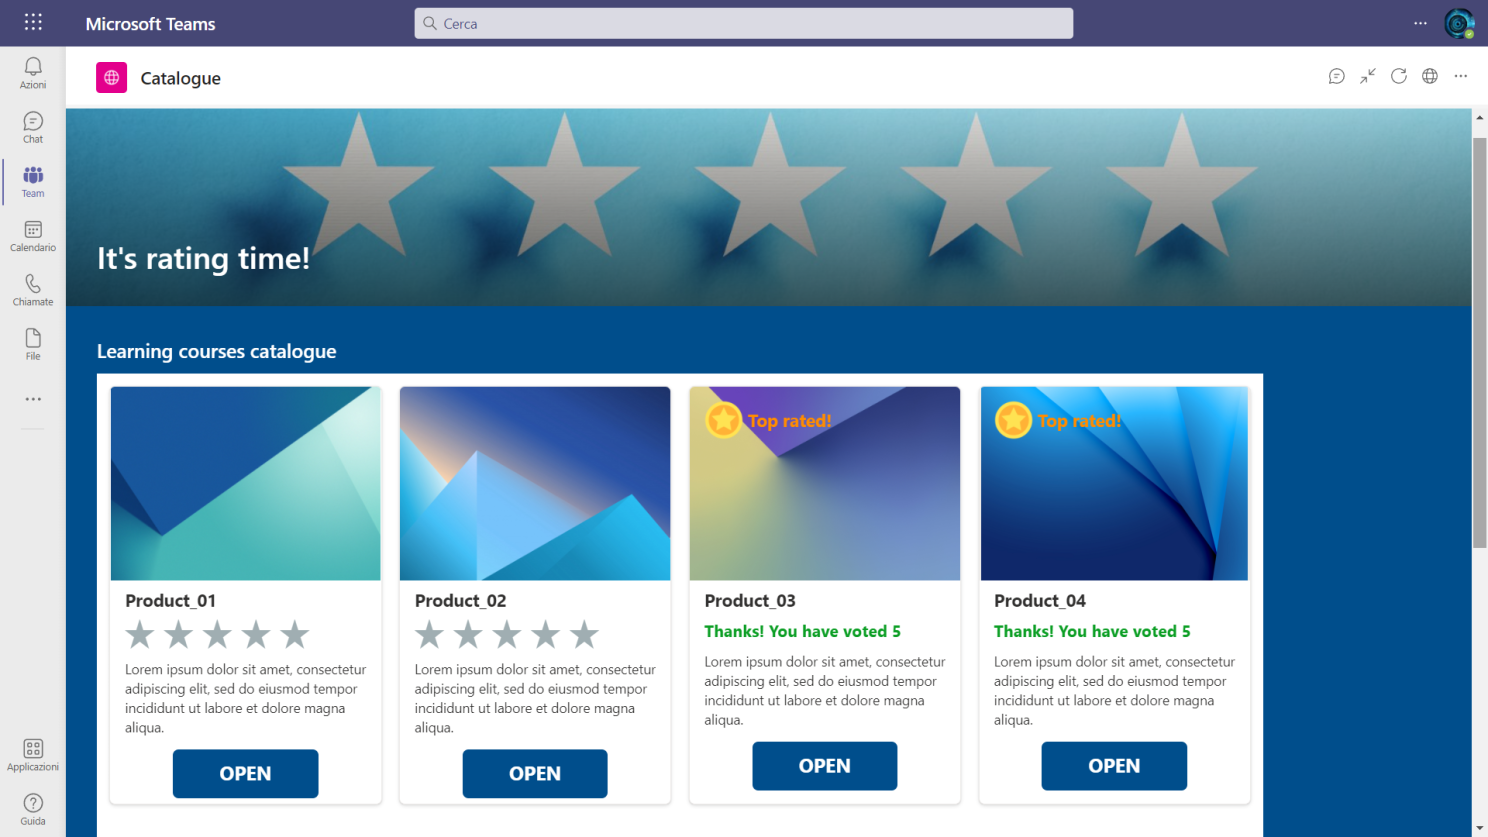 Microsoft Teams
Cerca
Azioni
Chat
Team
Calendario
Chiamate
File
Applicazioni
Guida
Catalogue
It's rating time!
Learning courses catalogue
Product_01
Lorem ipsum dolor sit amet, consectetur
adipiscing elit, sed do eiusmod tempor
incididunt ut labore et dolore magna
aliqua.
OPEN
Product_02
Lorem ipsum dolor sit amet, consectetur
adipiscing elit, sed do eiusmod tempor
incididunt ut labore et dolore magna
aliqua.
OPEN
Top rated!
Product_03
Thanks! You have voted 5
Lorem ipsum dolor sit amet, consectetur
adipiscing elit, sed do eiusmod tempor
incididunt ut labore et dolore magna
aliqua.
OPEN
Top rated!
Product_04
Thanks! You have voted 5
Lorem ipsum dolor sit amet, consectetur
adipiscing elit, sed do eiusmod tempor
incididunt ut labore et dolore magna
aliqua.
OPEN